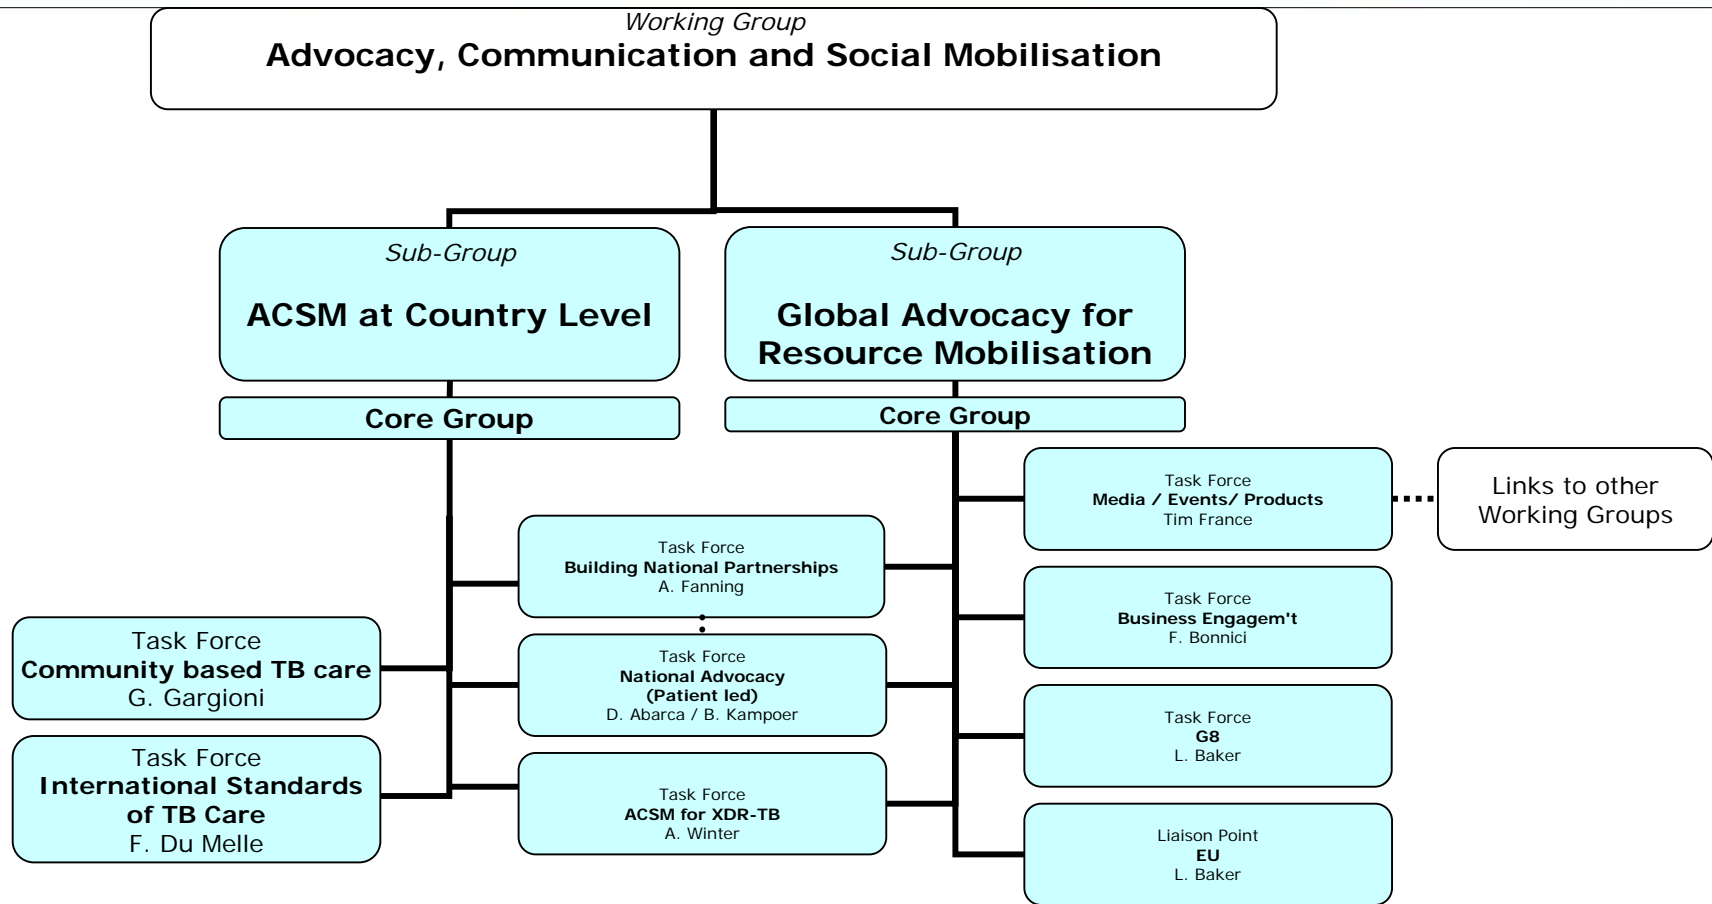 Working Group
Advocacy, Communication and Social Mobilisation
Sub-Group
ACSM at Country Level
Core Group
Sub-Group
Global Advocacy for
Resource Mobilisation
Core Group
Task Force
Community based TB care
G. Gargioni
Task Force
International Standards
of TB Care
F. Du Melle
Task Force
Building National Partnerships
A. Fanning
Task Force
National Advocacy
(Patient led)
D. Abarca / B. Kampoer
Task Force
ACSM for XDR-TB
A. Winter
Task Force
Media / Events/ Products
Tim France
Links to other
Working Groups
Task Force
Business Engagem't
F. Bonnici
Task Force
G8
L. Baker
Liaison Point
EU
L. Baker